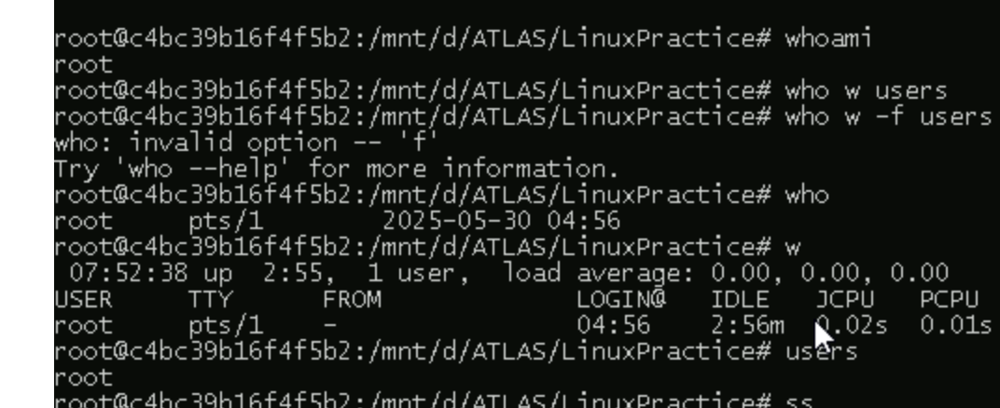 root@c4bc39b16f4f5b2:/mnt/d/ATLAS/LinuxPractice# whoami
root
root@c4bc39b16f4f5b2:/mnt/d/ATLAS/LinuxPractice# who w users
root@c4bc39b16f4f5b2:/mnt/d/ATLAS/LinuxPractice# who w -f users
who: invalid option -- 'f'
Try 'who --help' for more information.
root@c4bc39b16f4f5b2:/mnt/d/ATLAS/LinuxPractice# who
root     pts/1        2025-05-30 04:56
root@c4bc39b16f4f5b2:/mnt/d/ATLAS/LinuxPractice# w
 07:52:38 up  2:55,  1 user,  load average: 0.00, 0.00, 0.00
USER     TTY      FROM             LOGIN@   IDLE   JCPU   PCPU
root     pts/1    -                04:56    2:56m  0.02s  0.01s
root@c4bc39b16f4f5b2:/mnt/d/ATLAS/LinuxPractice# users
root
root@c4bc39b16f4f5b2:/mnt/d/ATLAS/LinuxPractice# ss